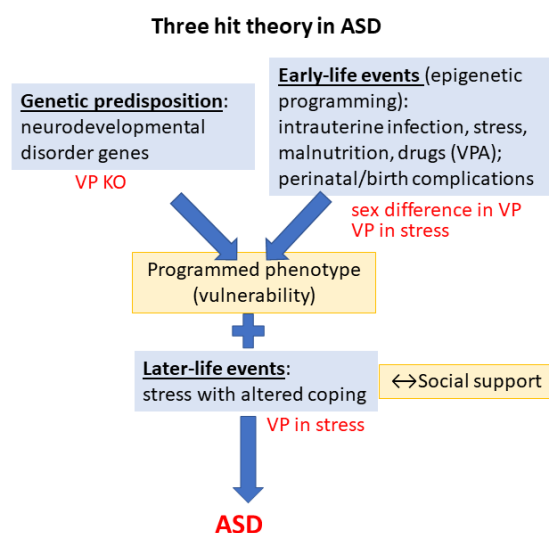 Three hit theory in ASD
Genetic predisposition:
neurodevelopmental
disorder genes
VP KO
Early-life events (epigenetic
programming):
intrauterine infection, stress,
malnutrition, drugs (VPA);
perinatal/birth complications
sex difference in VP
VP in stress
Programmed phenotype
(vulnerability)
Later-life events:
stress with altered coping
↔Social support
VP in stress
ASD